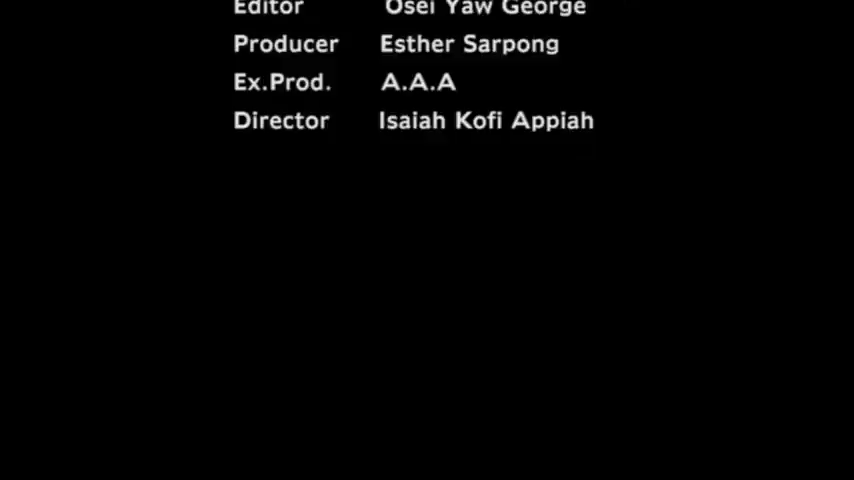 Editor Osei Yaw George
Producer Esther Sarpong
Ex.Prod. A.A.A
Director Isaiah Kofi Appiah